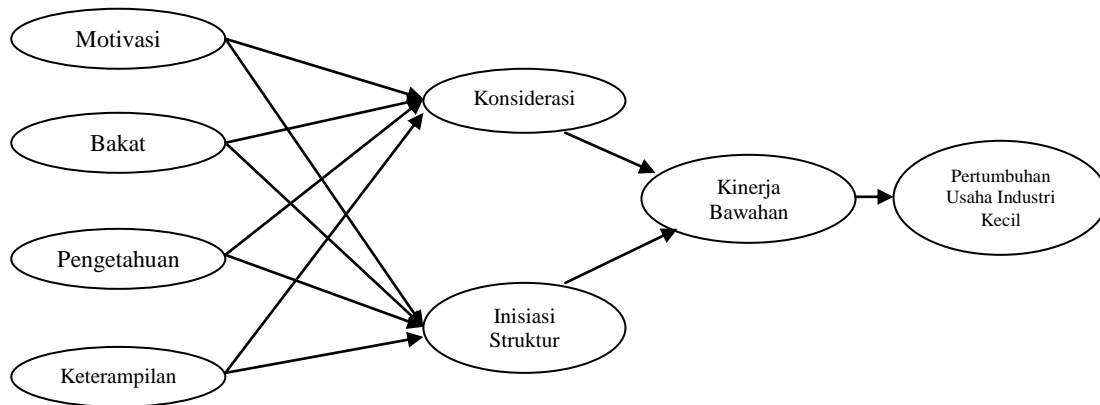 Motivasi
Bakat
Pengetahuan
Keterampilan
Konsiderasi
Inisiasi
Struktur
Kinerja
Bawahan
Pertumbuhan
Usaha Industri
Kecil